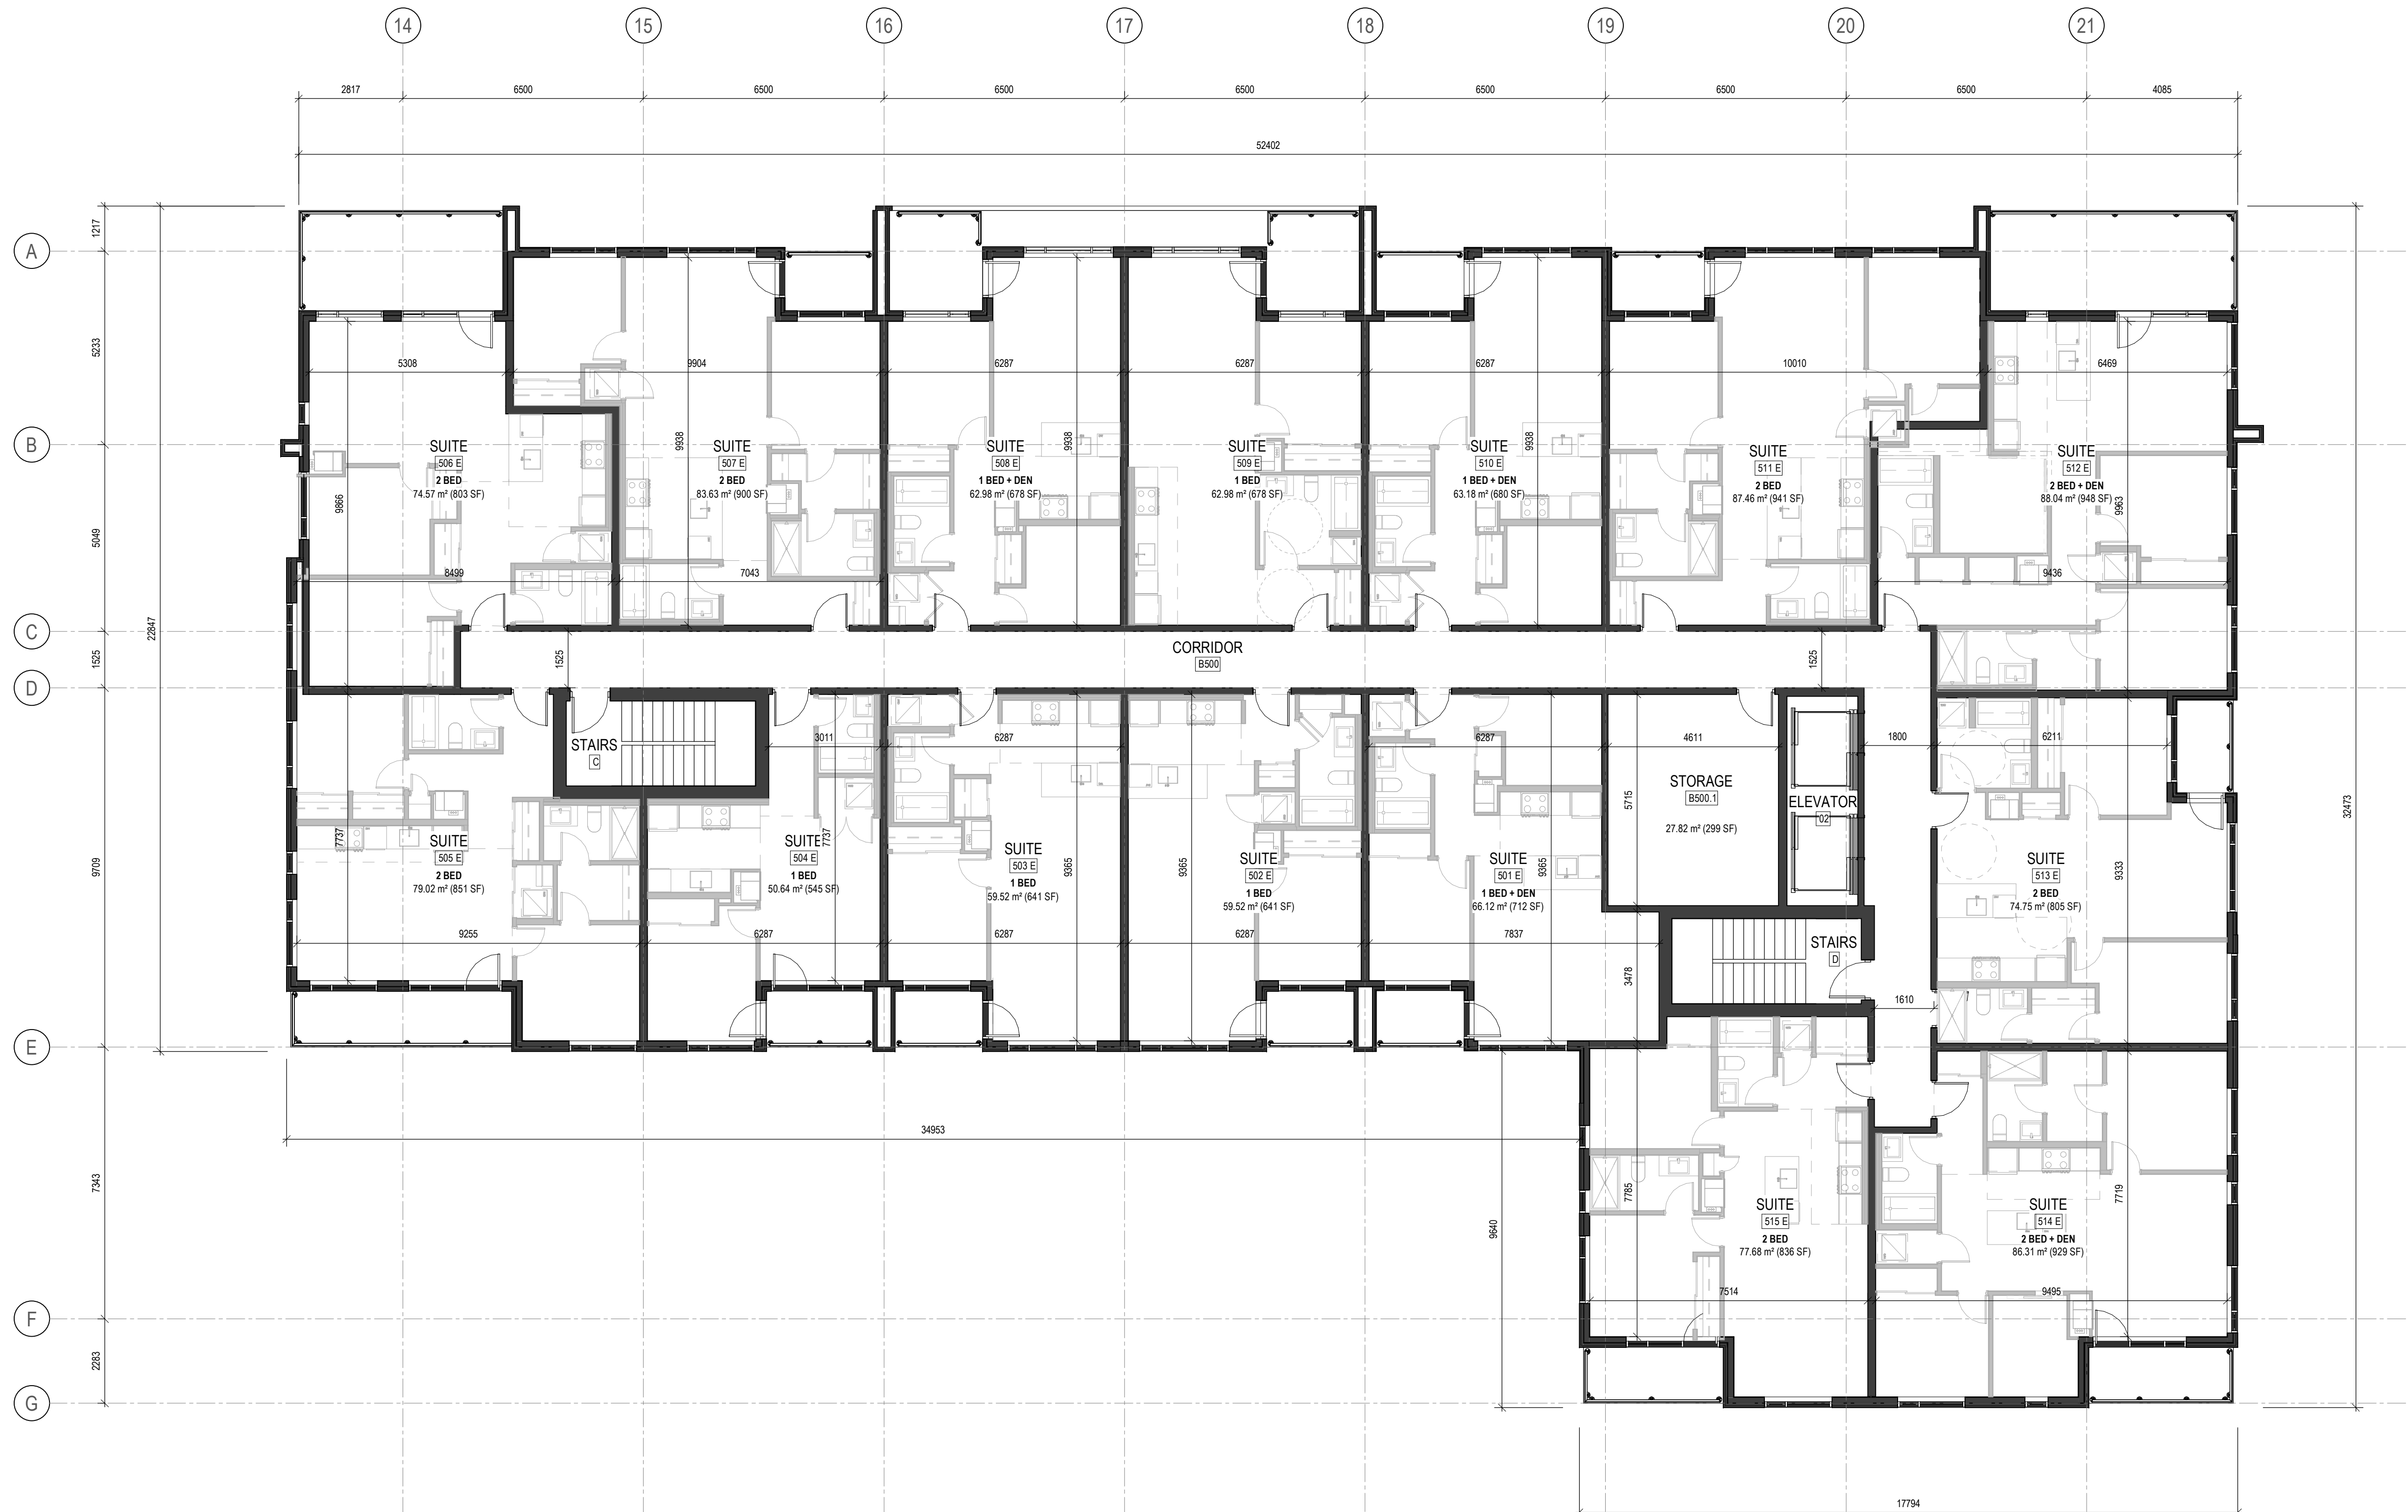 14
15
16
17
18
19
20
21
2817
6500
6500
6500
6500
6500
6500
6500
4085
52402
A
B
C
D
E
F
G
1217
5233
5049
1525
9709
7343
2283
22847
32473
5308
9904
6287
6287
6287
10010
6469
9866
9938
9938
9938
9963
SUITE
506 E
2 BED
74.57 m² (803 SF)
SUITE
507 E
2 BED
83.63 m² (900 SF)
SUITE
508 E
1 BED + DEN
62.98 m² (678 SF)
SUITE
509 E
1 BED
62.98 m² (678 SF)
SUITE
510 E
1 BED + DEN
63.18 m² (680 SF)
SUITE
511 E
2 BED
87.46 m² (941 SF)
SUITE
512 E
2 BED + DEN
88.04 m² (948 SF)
8499
7043
9436
1525
CORRIDOR
B500
1525
STAIRS
C
3011
6287
6287
4611
1800
6211
STORAGE
B500.1
27.82 m² (299 SF)
5715
ELEVATOR
02
7737
7737
9365
9365
9365
9333
SUITE
505 E
2 BED
79.02 m² (851 SF)
SUITE
504 E
1 BED
50.64 m² (545 SF)
SUITE
503 E
1 BED
59.52 m² (641 SF)
SUITE
502 E
1 BED
59.52 m² (641 SF)
SUITE
501 E
1 BED + DEN
66.12 m² (712 SF)
SUITE
513 E
2 BED
74.75 m² (805 SF)
9255
6287
6287
6287
7837
3478
STAIRS
D
1610
34953
9640
7785
7719
SUITE
515 E
2 BED
77.68 m² (836 SF)
SUITE
514 E
2 BED + DEN
86.31 m² (929 SF)
7514
9495
17794